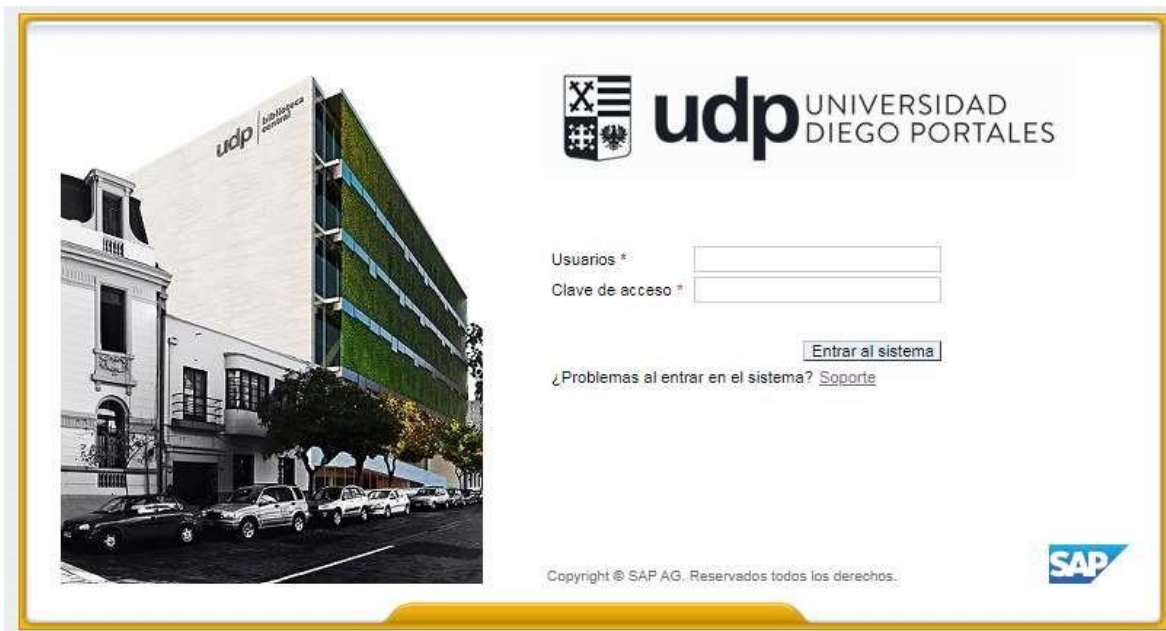 udp biblioteca
central
udp UNIVERSIDAD
DIEGO PORTALES
Usuarios *
Clave de acceso *
Entrar al sistema
¿Problemas al entrar en el sistema? Soporte
Copyright © SAP AG. Reservados todos los derechos.
SAP